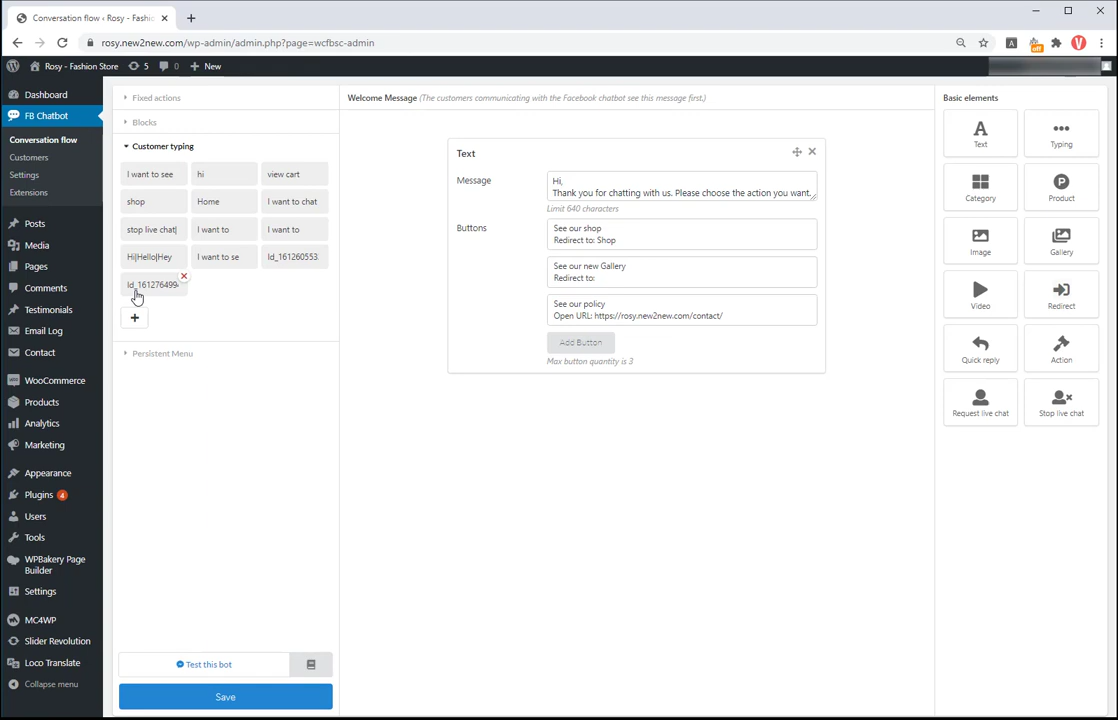 Conversation flow ‹ Rosy - Fashi
rosy.new2new.com/wp-admin/admin.php?page=wcfbsc-admin
Rosy - Fashion Store 5 0 New
Dashboard
FB Chatbot
Conversation flow
Customers
Settings
Extensions
Posts
Media
Pages
Comments
Testimonials
Email Log
Contact
WooCommerce
Products
Analytics
Marketing
Appearance
Plugins 4
Users
Tools
WPBakery Page
Builder
Settings
MC4WP
Slider Revolution
Loco Translate
Collapse menu
Fixed actions
Blocks
Customer typing
I want to see hi view cart
shop Home I want to chat
stop live chat| I want to I want to
Hi|Hello|Hey I want to se Id_161260553
Id_161276499
+
Persistent Menu
Test this bot
Save
Welcome Message (The customers communicating with the Facebook chatbot see this message first.)
Text
Message
Hi,
Thank you for chatting with us. Please choose the action you want.
Limit 640 characters
Buttons
See our shop
Redirect to: Shop
See our new Gallery
Redirect to:
See our policy
Open URL: https://rosy.new2new.com/contact/
Add Button
Max button quantity is 3
Basic elements
Text Typing
Category Product
Image Gallery
Video Redirect
Quick reply Action
Request live chat Stop live chat